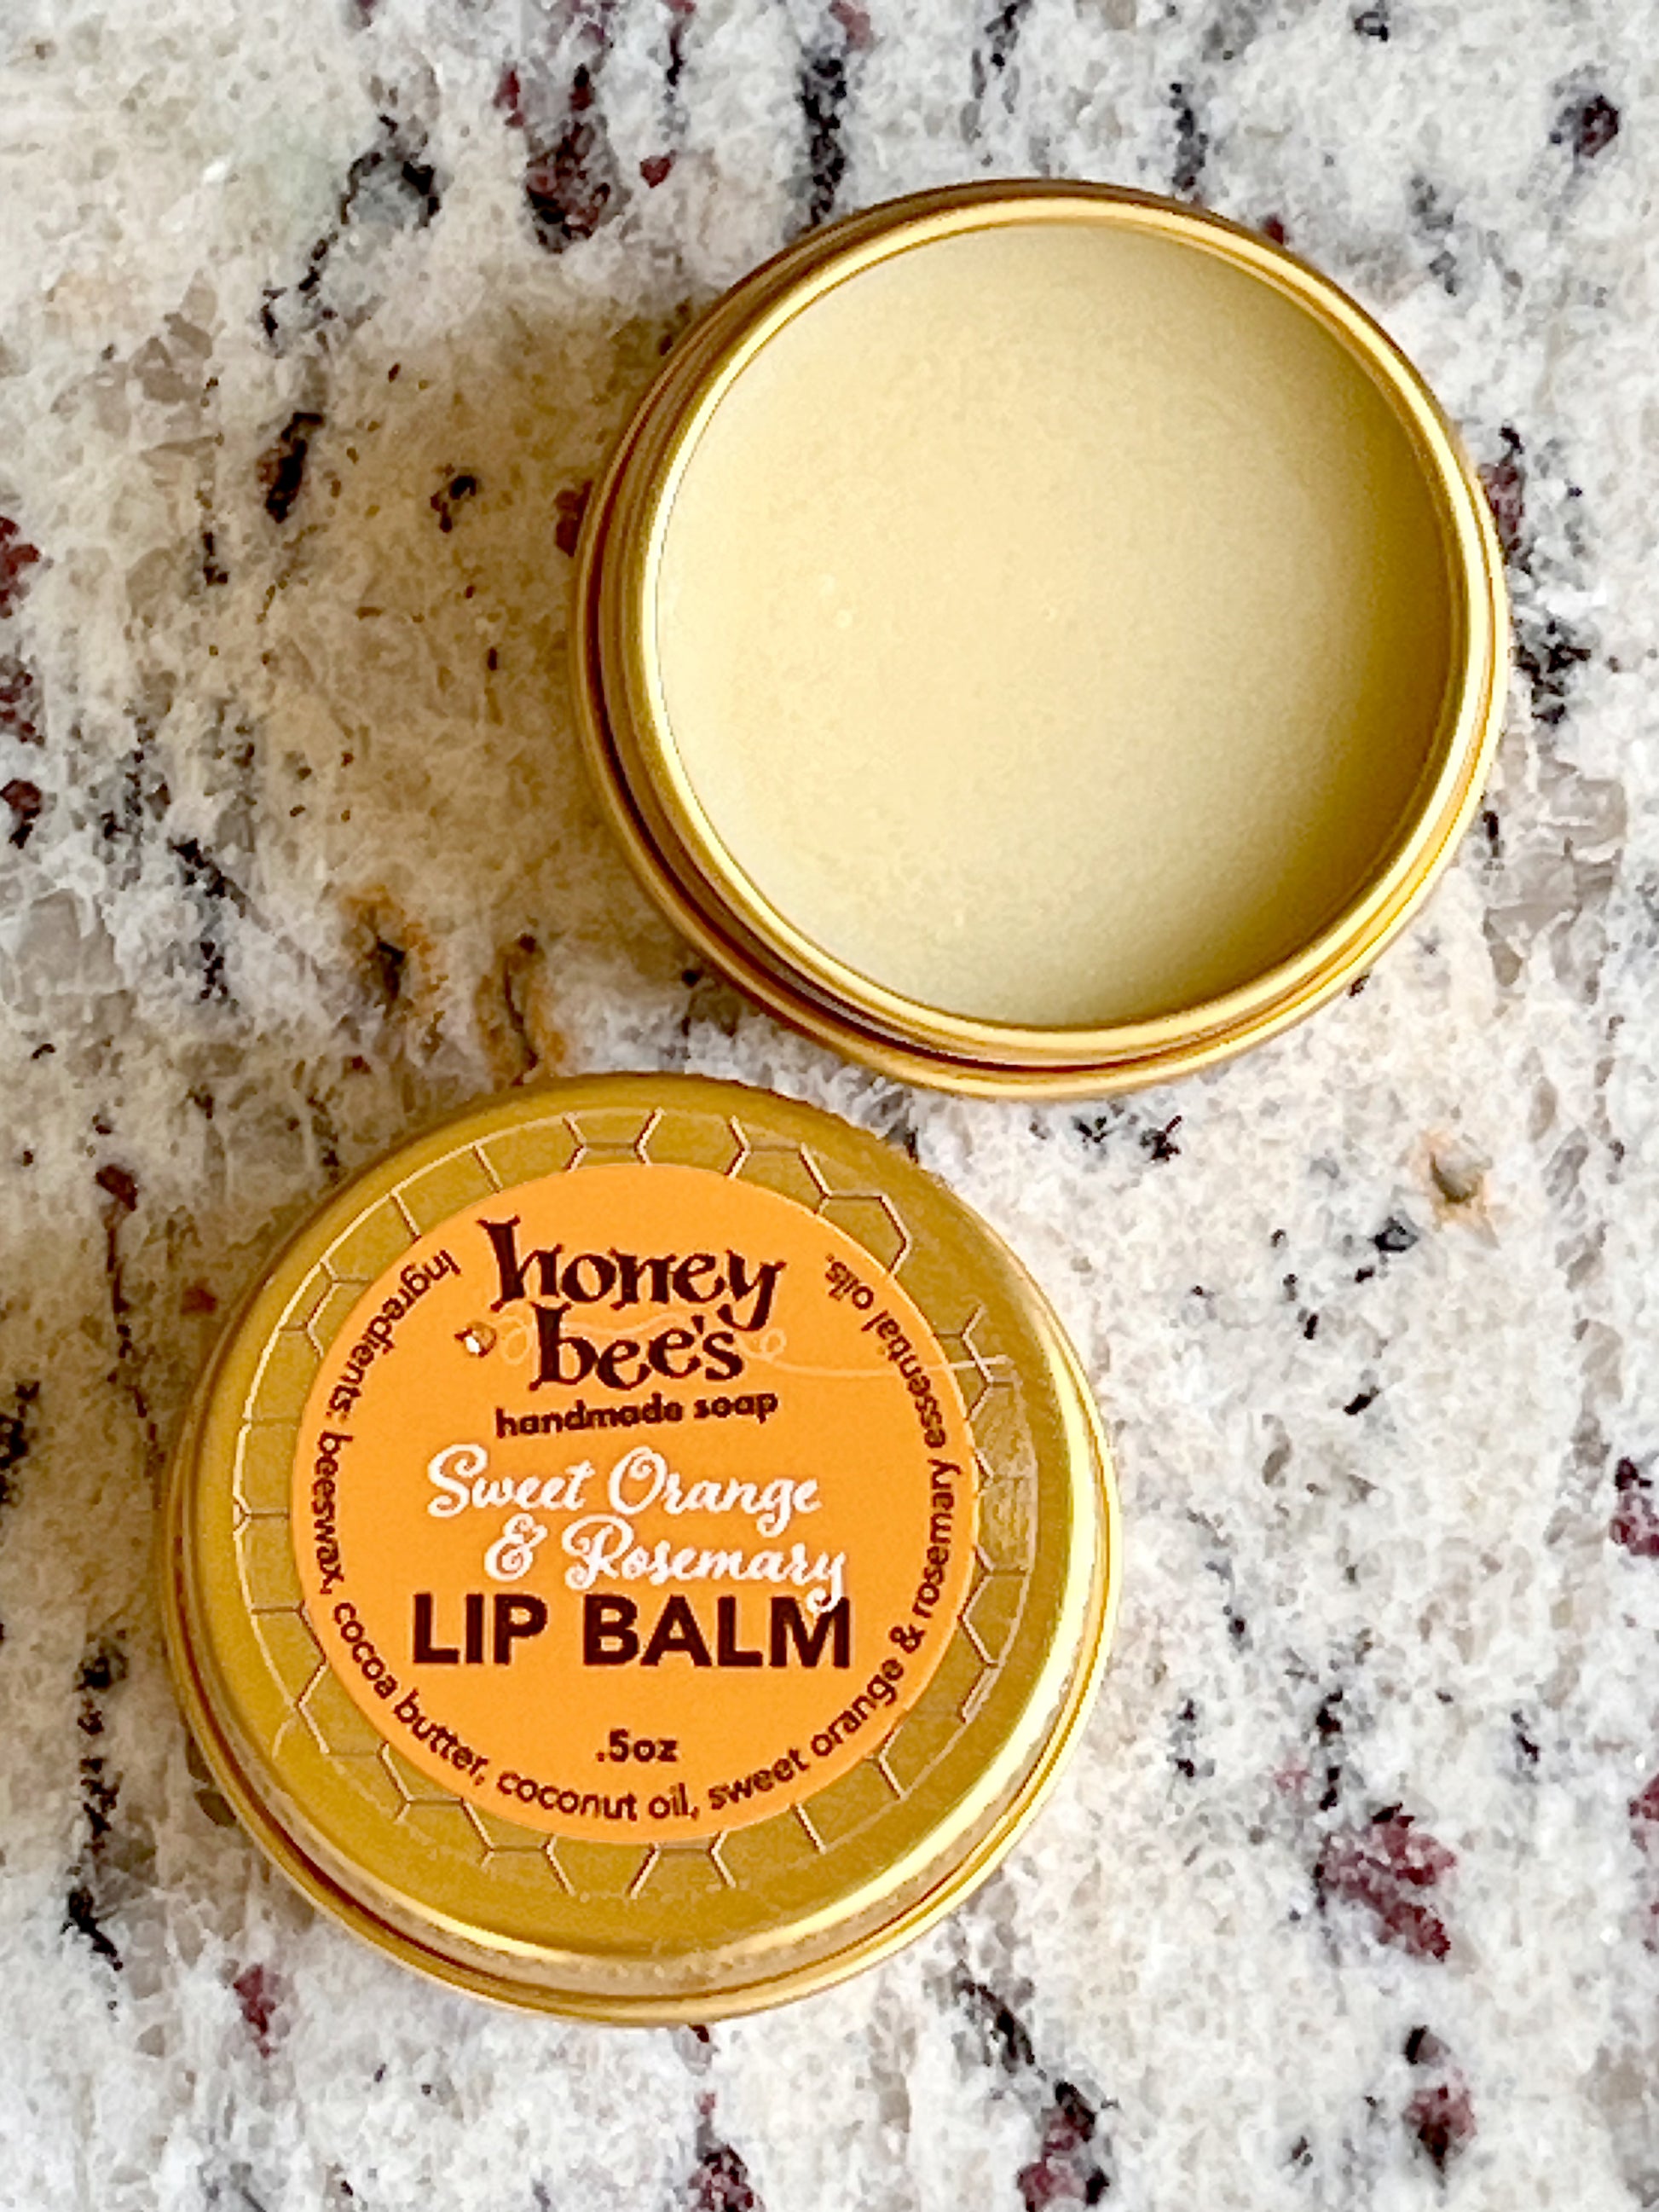 honey
bee's
handmade soap
Sweet Orange
& Rosemary
LIP BALM
.5oz
Ingredients: beeswax, cocoa butter, coconut oil, sweet orange & rosemary essential oils.